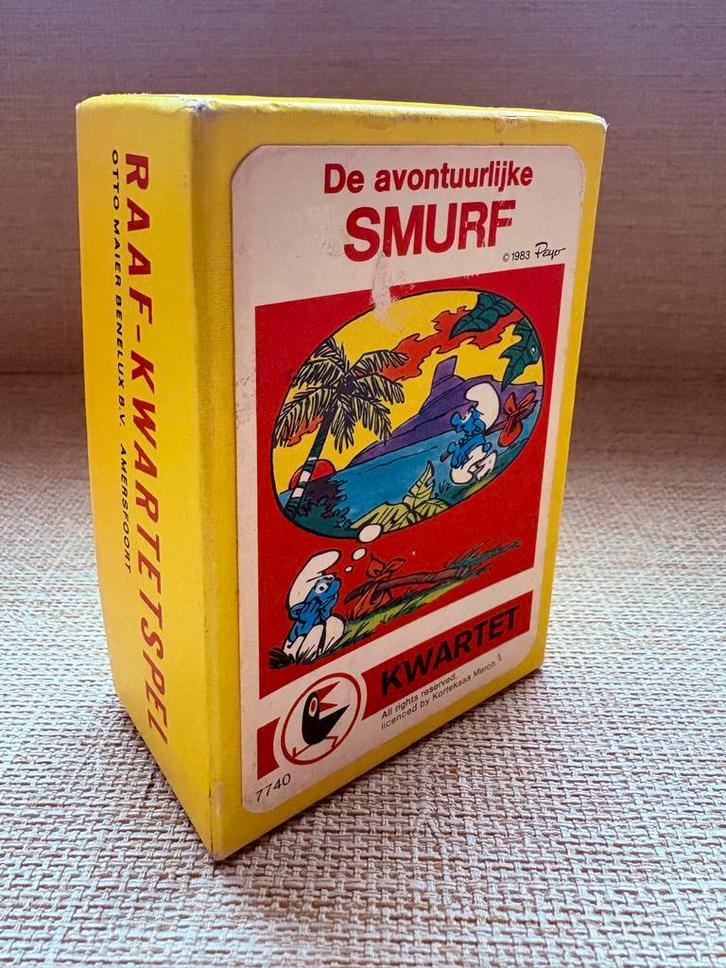 RAAF-KWARTETSPEL
OTTO MAIER BENELUX B.V. AMERSFOORT
De avontuurlijke
SMURF
© 1983 Peyo
KWARTET
All rights reserved.
licenced by Kortekaas Merch.
7740